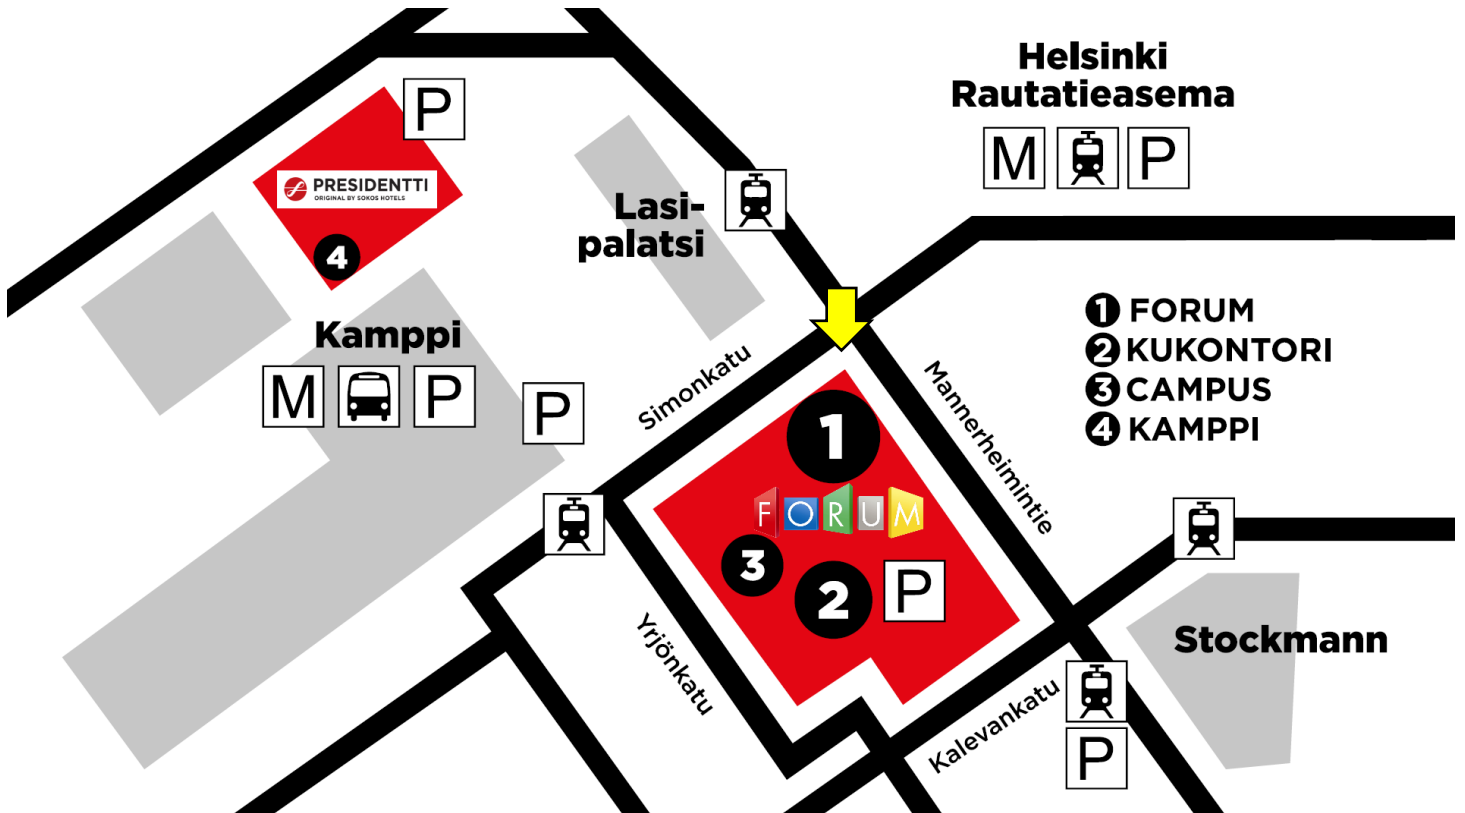 Helsinki
Rautatieasema
M
P
P
PRESIDENTTI
ORIGINAL BY SOKOS HOTELS
4
Lasi-
palatsi
Kamppi
M
P
P
1 FORUM
2 KUKONTORI
3 CAMPUS
4 KAMPPI
Simonkatu
Mannerheimintie
1
FORUM
3
2
P
Yrjönkatu
Kalevankatu
Stockmann
P